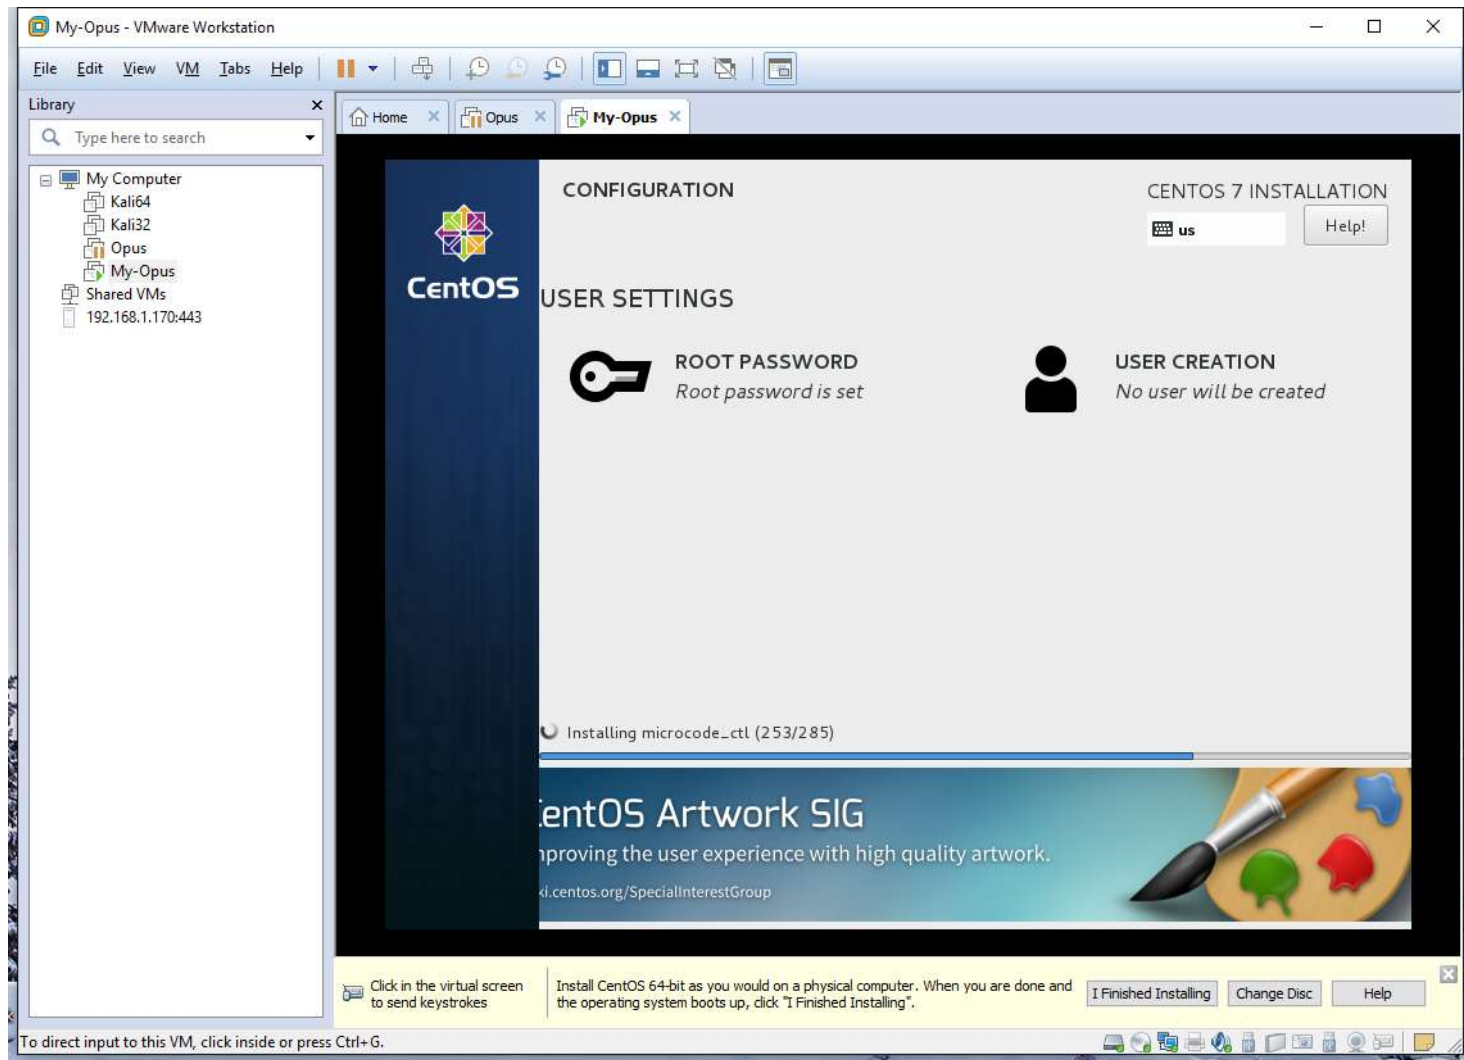 My-Opus - VMware Workstation
File Edit View VM Tabs Help
Library
Type here to search
My Computer
Kali64
Kali32
Opus
My-Opus
Shared VMs
192.168.1.170:443
Home
Opus
My-Opus
CentOS
CONFIGURATION
CENTOS 7 INSTALLATION
us
Help!
USER SETTINGS
ROOT PASSWORD
Root password is set
USER CREATION
No user will be created
Installing microcode_ctl (253/285)
entOS Artwork SIG
proving the user experience with high quality artwork.
ki.centos.org/SpecialInterestGroup
Click in the virtual screen
to send keystrokes
Install CentOS 64-bit as you would on a physical computer. When you are done and
the operating system boots up, click "I Finished Installing".
I Finished Installing
Change Disc
Help
To direct input to this VM, click inside or press Ctrl+G.